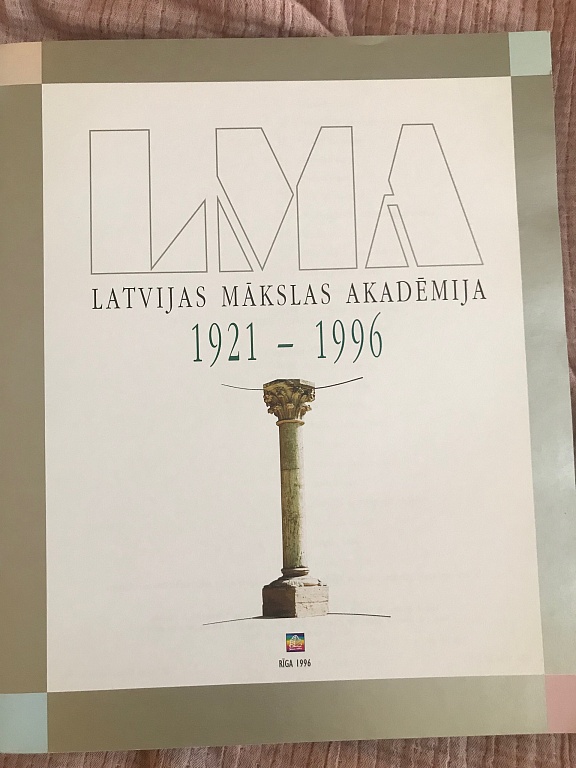 LMA
LATVIJAS MĀKSLAS AKADĒMIJA
1921 – 1996
RĪGA 1996